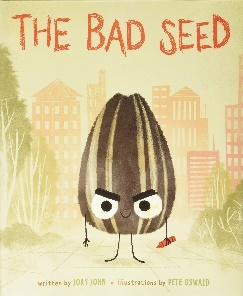 THE BAD SEED
written by JORY JOHN • illustrations by PETE OSWALD